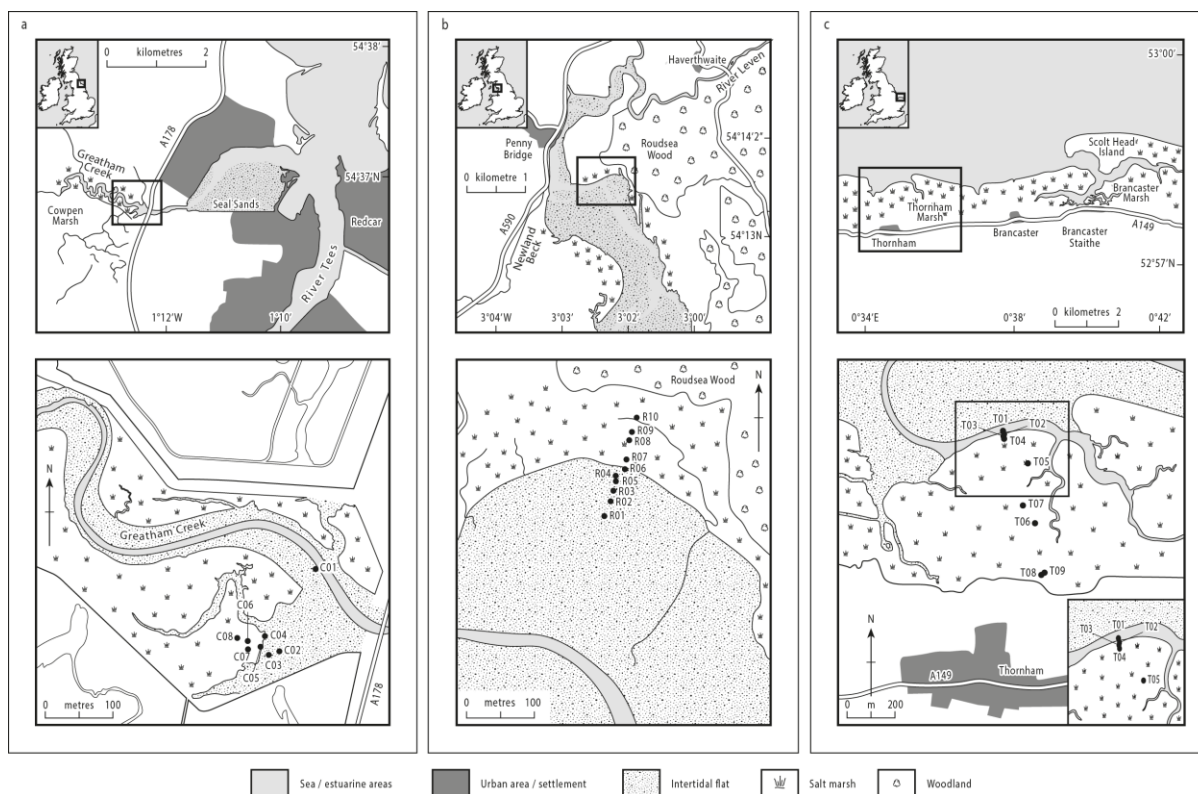 a
0 kilometres 2
54°38'
A178
Greatham
Creek
54°37'N
Seal Sands
Cowpen
Marsh
Redcar
River Tees
1°12'W
1°10'
N
Greatham Creek
C01
C06
C08
C04
C02
C07
C03
C05
A178
0 metres 100
b
Haverthwaite
River Leven
Penny
Bridge
54°14'2"
Roudsea
Wood
0 kilometre 1
A590
Newland
Beck
54°13N
3°04'W
3°03
3°02'
3°00'
Roudsea Wood
N
R10
R09
R08
R07
R06
R04
R05
R03
R02
R01
0 metres 100
c
53°00'
Scolt Head
Island
Thornham
Marsh
Brancaster
Marsh
A149
Thornham
Brancaster
Brancaster
Staithe
52°57'N
0°34'E
0°38'
0°42'
0 kilometres 2
T01
T03
T02
T04
T05
T07
T06
T08
T09
N
A149
Thornham
0 m 200
T01
T03
T02
T04
T05
Sea / estuarine areas
Urban area / settlement
Intertidal flat
Salt marsh
Woodland